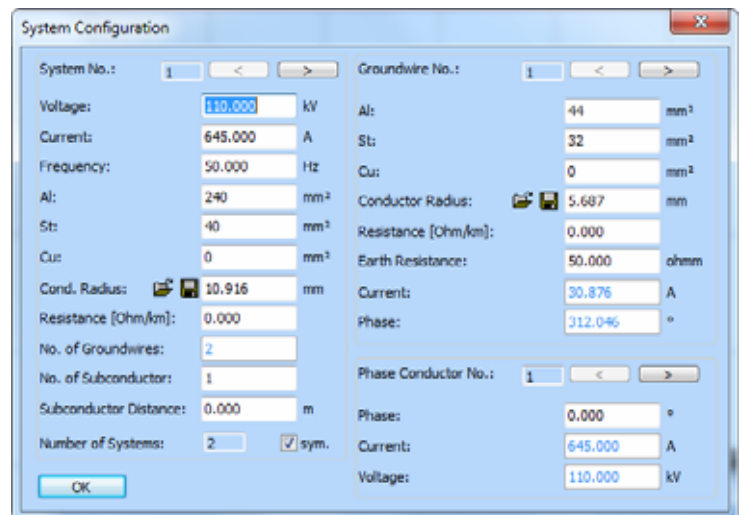 System Configuration
System No.: 1 < >
Voltage: 110.000 kV
Current: 645.000 A
Frequency: 50.000 Hz
Al: 240 mm²
St: 40 mm²
Cu: 0 mm²
Cond. Radius: 10.916 mm
Resistance [Ohm/km]: 0.000
No. of Groundwires: 2
No. of Subconductor: 1
Subconductor Distance: 0.000 m
Number of Systems: 2 sym.
OK
Groundwire No.: 1 < >
Al: 44 mm²
St: 32 mm²
Cu: 0 mm²
Conductor Radius: 5.687 mm
Resistance [Ohm/km]: 0.000
Earth Resistance: 50.000 ohmm
Current: 30.876 A
Phase: 312.046 °
Phase Conductor No.: 1 < >
Phase: 0.000 °
Current: 645.000 A
Voltage: 110.000 kV